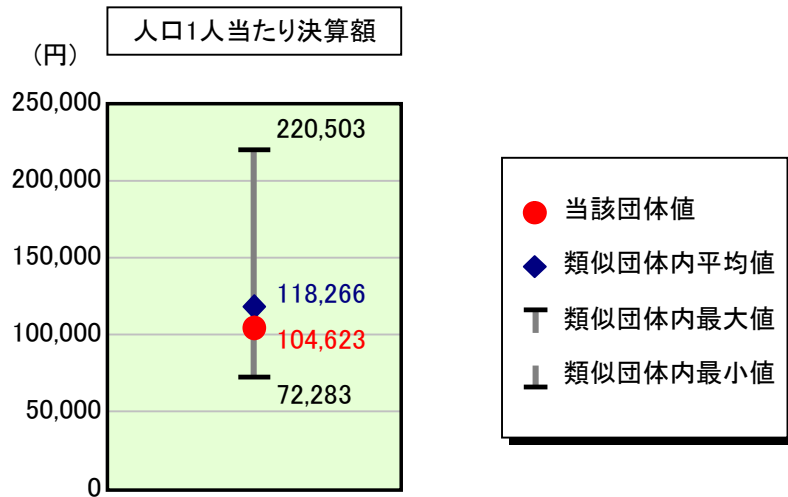 人口1人当たり決算額
（円）
250,000
200,000
150,000
100,000
50,000
0
220,503
118,266
104,623
72,283
当該団体値
類似団体内平均値
類似団体内最大値
類似団体内最小値